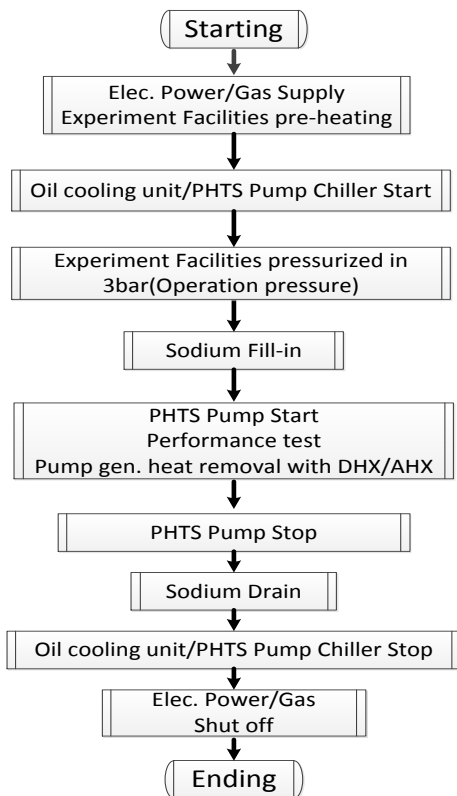 Starting
Elec. Power/Gas Supply
Experiment Facilities pre-heating
Oil cooling unit/PHTS Pump Chiller Start
Experiment Facilities pressurized in
3bar(Operation pressure)
Sodium Fill-in
PHTS Pump Start
Performance test
Pump gen. heat removal with DHX/AHX
PHTS Pump Stop
Sodium Drain
Oil cooling unit/PHTS Pump Chiller Stop
Elec. Power/Gas
Shut off
Ending